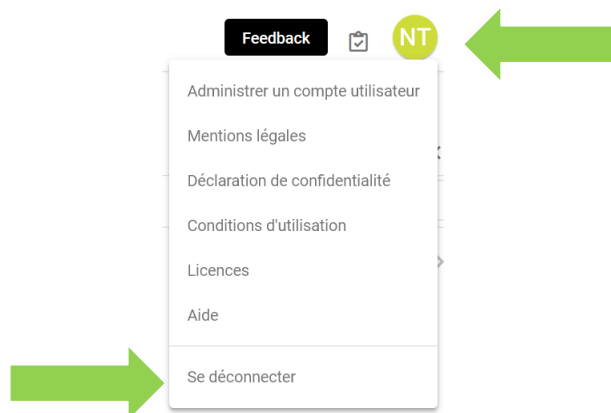 Feedback
NT
Administrer un compte utilisateur
Mentions légales
Déclaration de confidentialité
Conditions d'utilisation
Licences
Aide
Se déconnecter